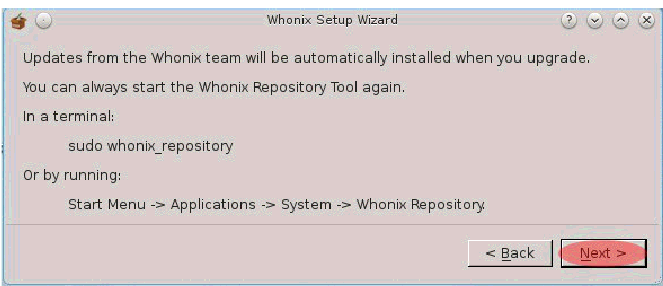 Whonix Setup Wizard
Updates from the Whonix team will be automatically installed when you upgrade.
You can always start the Whonix Repository Tool again.
In a terminal:
sudo whonix_repository
Or by running:
Start Menu -> Applications -> System -> Whonix Repository.
< Back
Next >